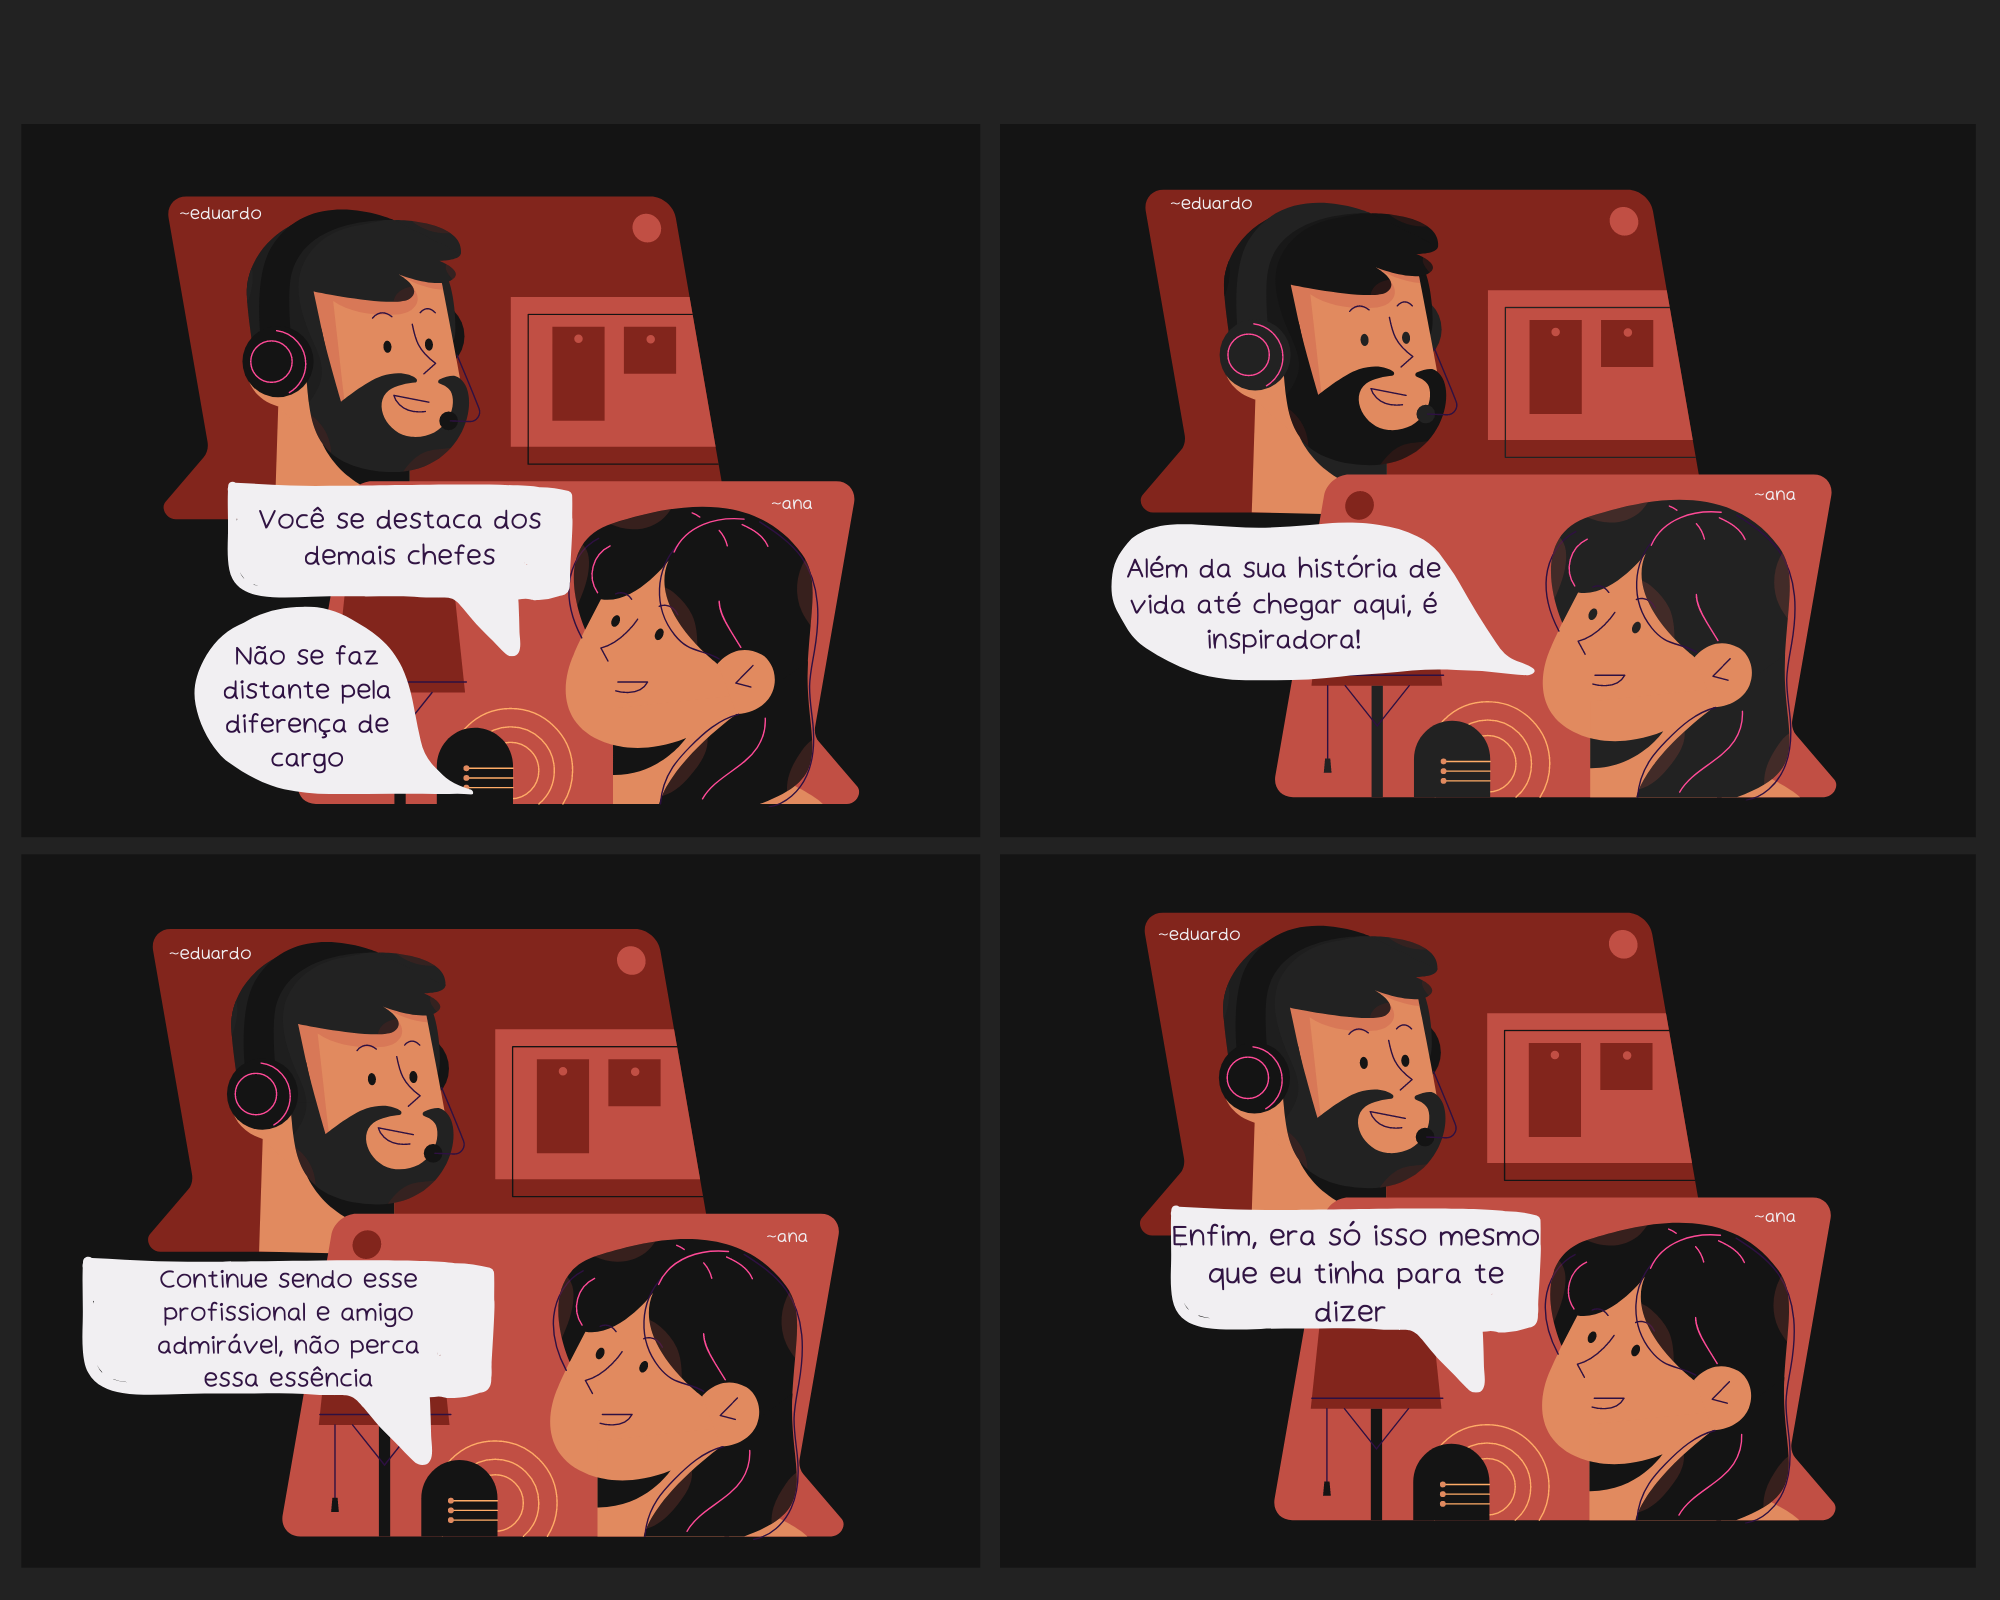 ~eduardo
~ana
Você se destaca dos
demais chefes
Não se faz
distante pela
diferença de
cargo
~eduardo
~ana
Além da sua história de
vida até chegar aqui, é
inspiradora!
~eduardo
~ana
Continue sendo esse
profissional e amigo
admirável, não perca
essa essência
~eduardo
~ana
Enfim, era só isso mesmo
que eu tinha para te
dizer